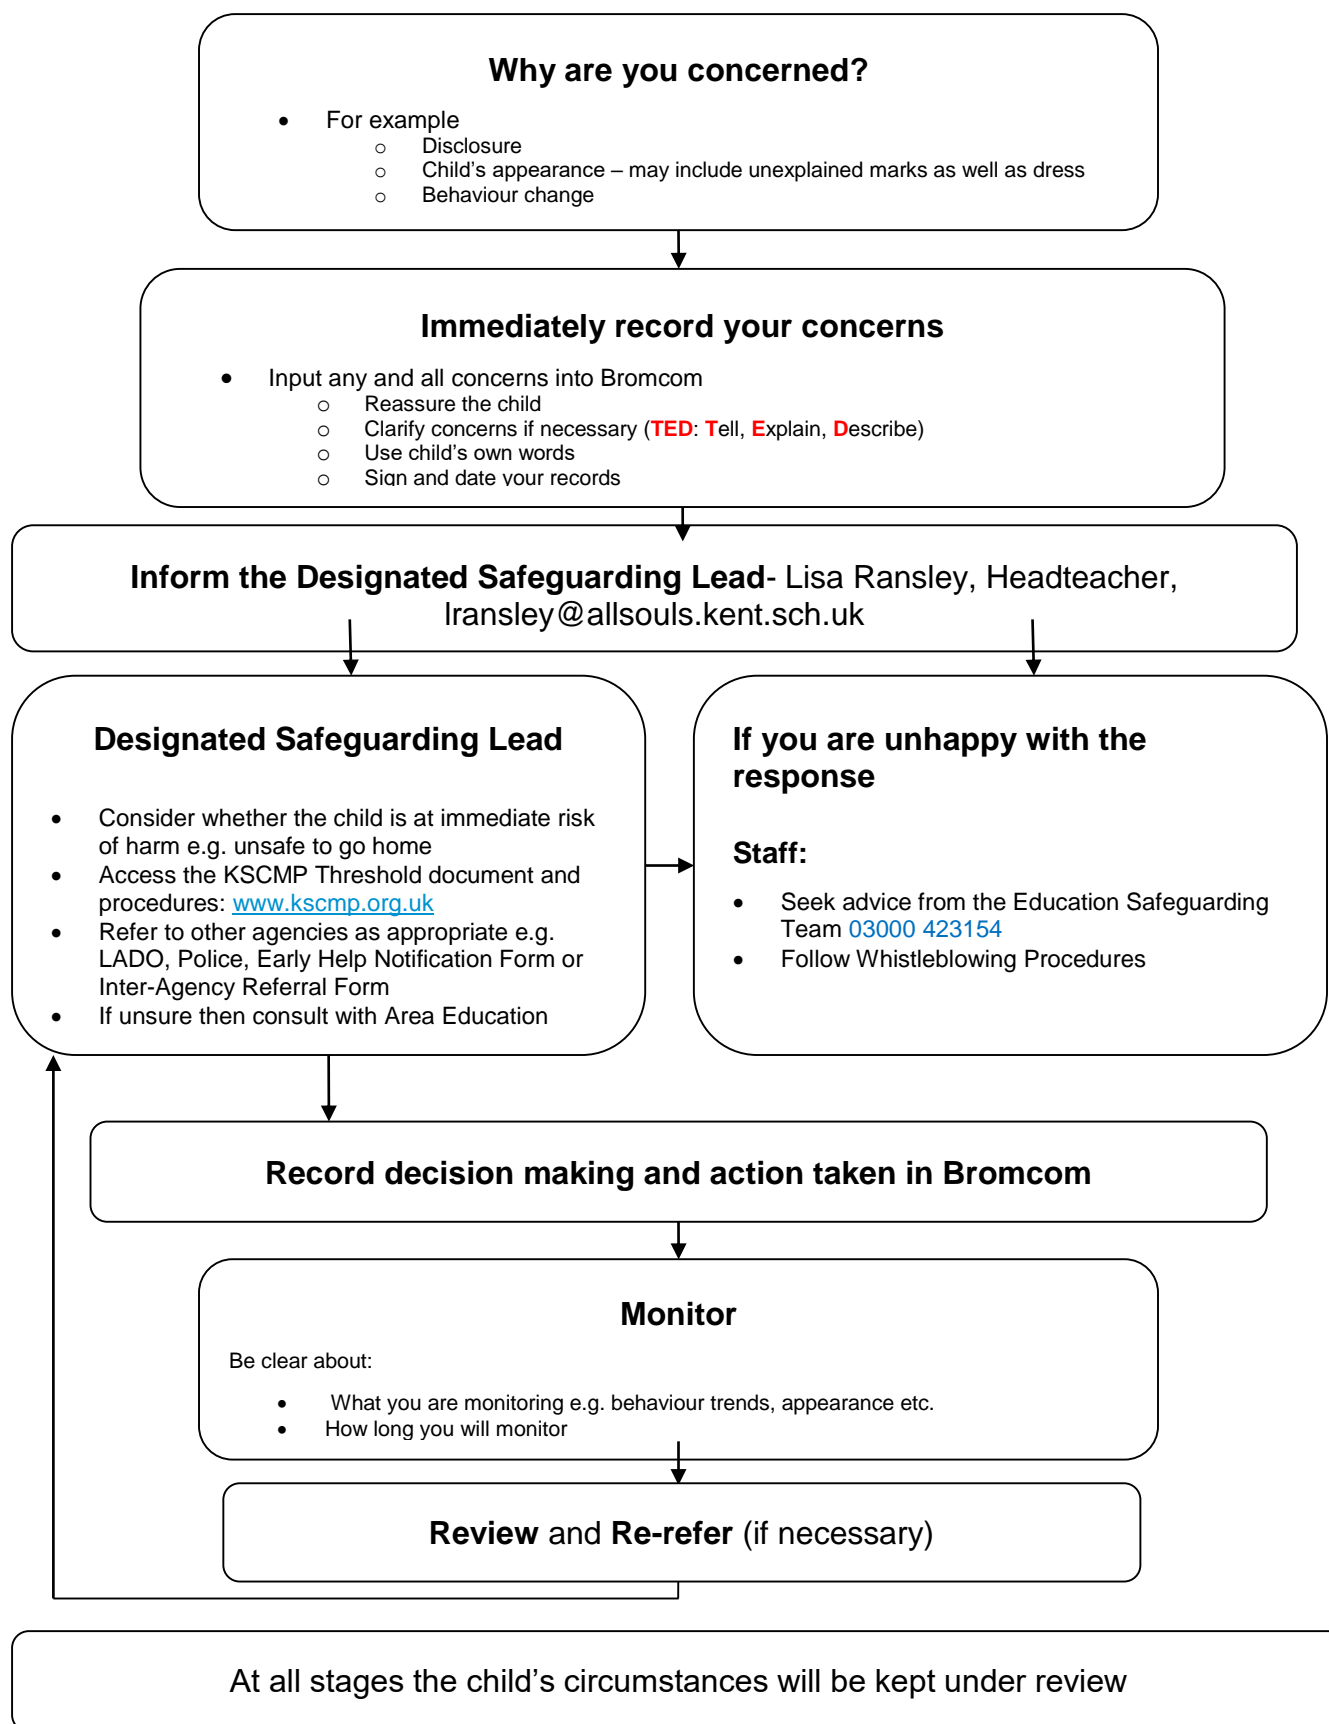 Why are you concerned?
• For example
o Disclosure
o Child’s appearance – may include unexplained marks as well as dress
o Behaviour change
Immediately record your concerns
• Input any and all concerns into Bromcom
o Reassure the child
o Clarify concerns if necessary (TED: Tell, Explain, Describe)
o Use child’s own words
o Sign and date your records
Inform the Designated Safeguarding Lead- Lisa Ransley, Headteacher,
lransley@allsouls.kent.sch.uk
Designated Safeguarding Lead
• Consider whether the child is at immediate risk
of harm e.g. unsafe to go home
• Access the KSCMP Threshold document and
procedures: www.kscmp.org.uk
• Refer to other agencies as appropriate e.g.
LADO, Police, Early Help Notification Form or
Inter-Agency Referral Form
• If unsure then consult with Area Education
If you are unhappy with the
response
Staff:
• Seek advice from the Education Safeguarding
Team 03000 423154
• Follow Whistleblowing Procedures
Record decision making and action taken in Bromcom
Monitor
Be clear about:
• What you are monitoring e.g. behaviour trends, appearance etc.
• How long you will monitor
Review and Re-refer (if necessary)
At all stages the child’s circumstances will be kept under review